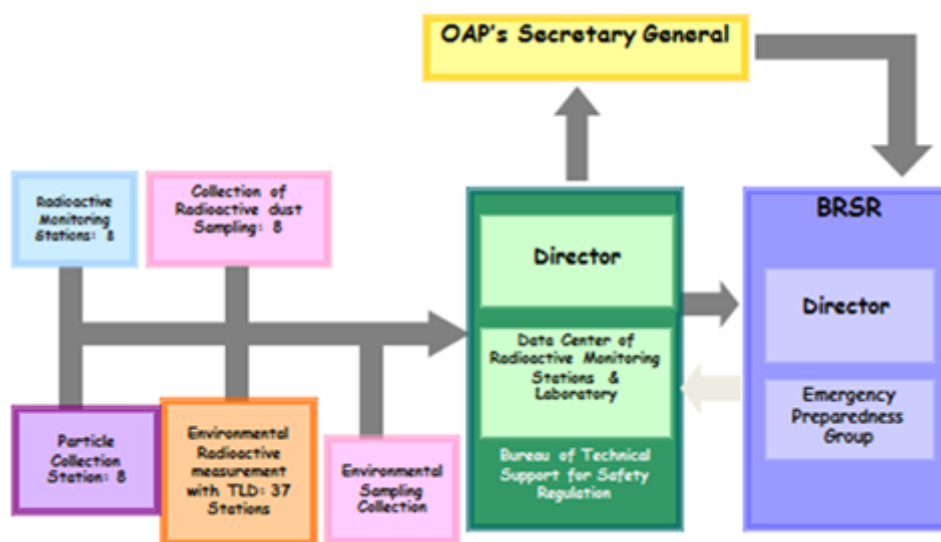 OAP's Secretary General
Radioactive
Monitoring
Stations: 8
Collection of
Radioactive dust
Sampling: 8
Director
Data Center of
Radioactive Monitoring
Stations &
Laboratory
Bureau of Technical
Support for Safety
Regulation
BRSR
Director
Emergency
Preparedness
Group
Particle
Collection
Station: 8
Environmental
Radioactive
measurement
with TLD: 37
Stations
Environmental
Sampling
Collection